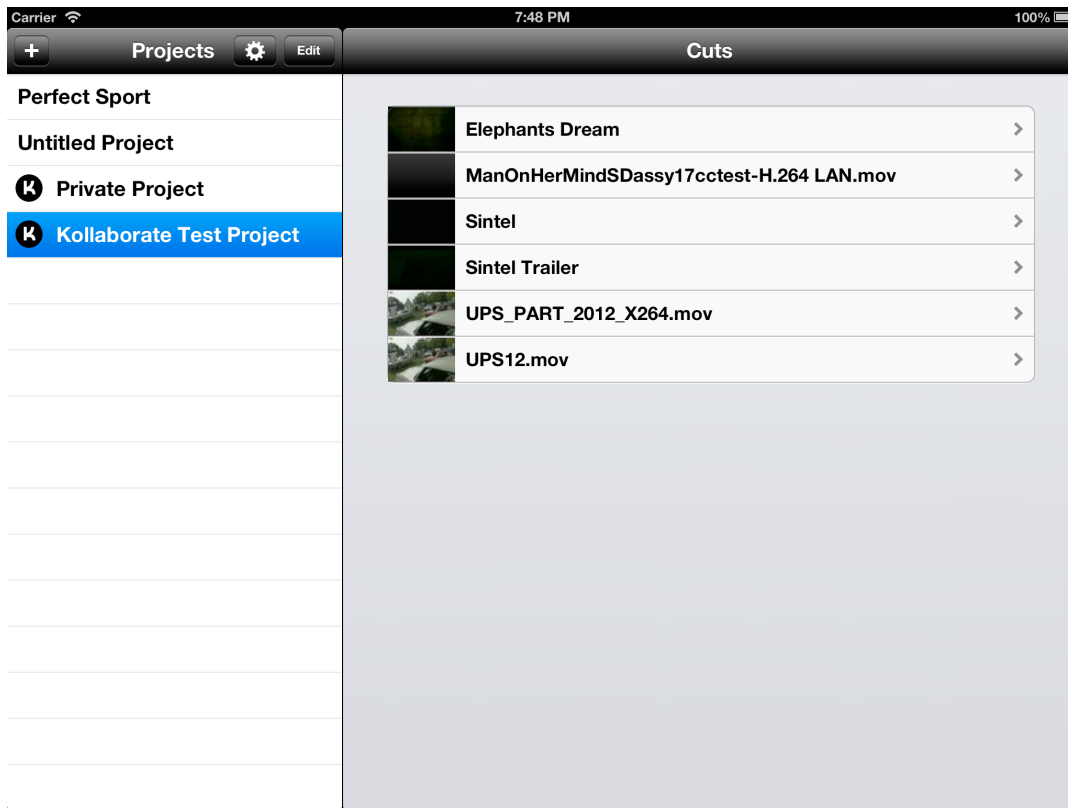 Carrier
7:48 PM
100%
+
Projects
Edit
Cuts
Perfect Sport
Untitled Project
K Private Project
K Kollaborate Test Project
Elephants Dream
ManOnHerMindSDassy17cctest-H.264 LAN.mov
Sintel
Sintel Trailer
UPS_PART_2012_X264.mov
UPS12.mov